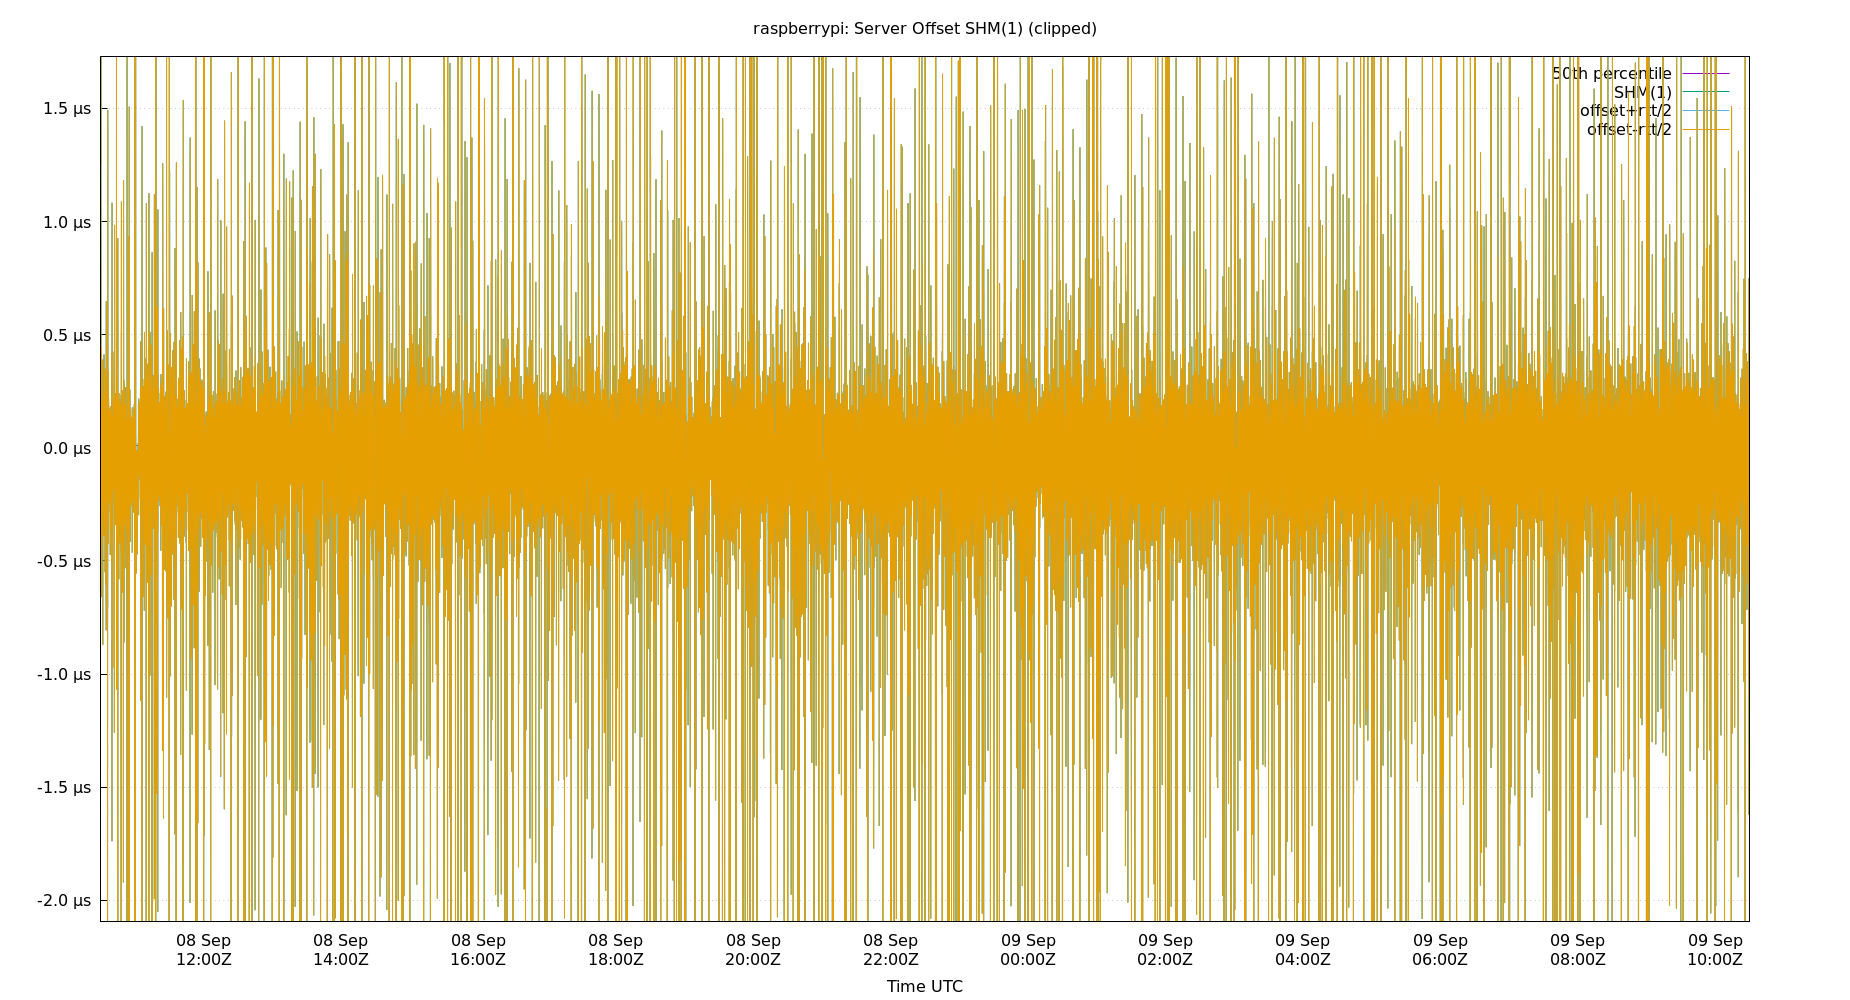 raspberrypi: Server Offset SHM(1) (clipped)
50th percentile
SHM(1)
offset+rtt/2
offset-rtt/2
1.5 µs
1.0 µs
0.5 µs
0.0 µs
-0.5 µs
-1.0 µs
-1.5 µs
-2.0 µs
08 Sep 08 Sep 08 Sep 08 Sep 08 Sep 08 Sep 09 Sep 09 Sep 09 Sep 09 Sep 09 Sep 09 Sep
12:00Z 14:00Z 16:00Z 18:00Z 20:00Z 22:00Z 00:00Z 02:00Z 04:00Z 06:00Z 08:00Z 10:00Z
Time UTC